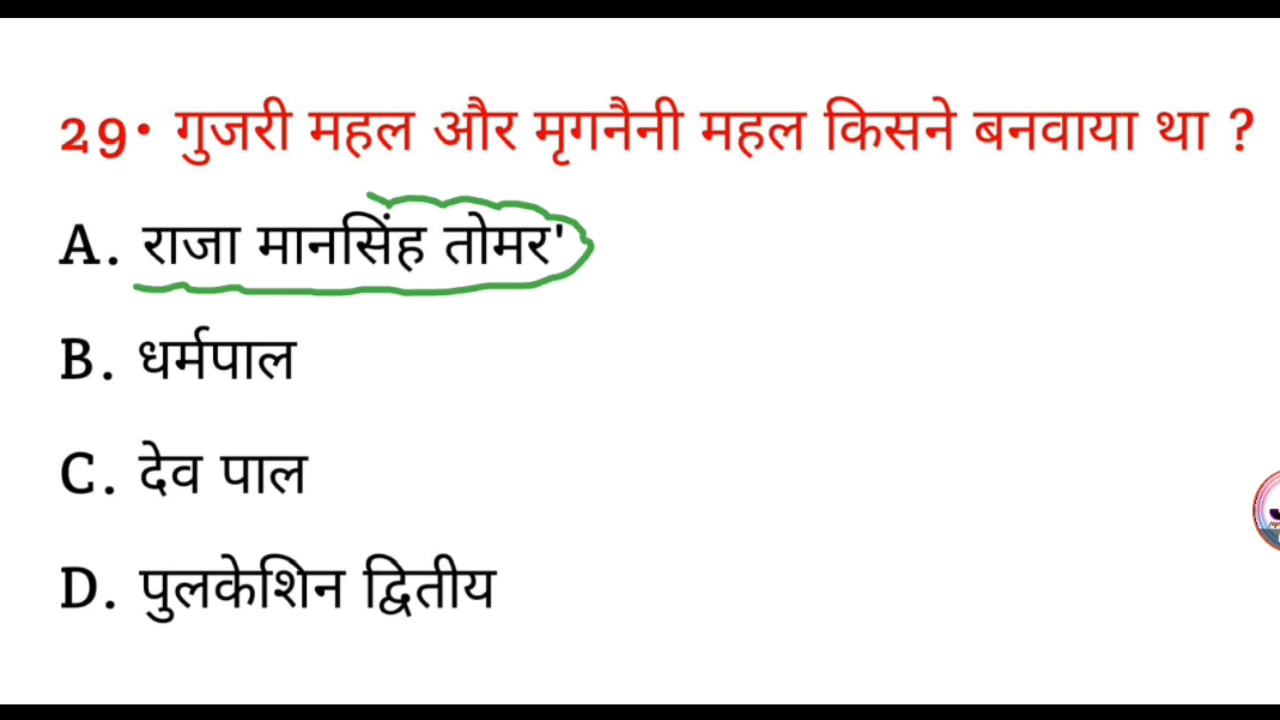 29• गुजरी महल और मृगनैनी महल किसने बनवाया था ?
A. राजा मानसिंह तोमर'
B. धर्मपाल
C. देव पाल
D. पुलकेशिन द्वितीय